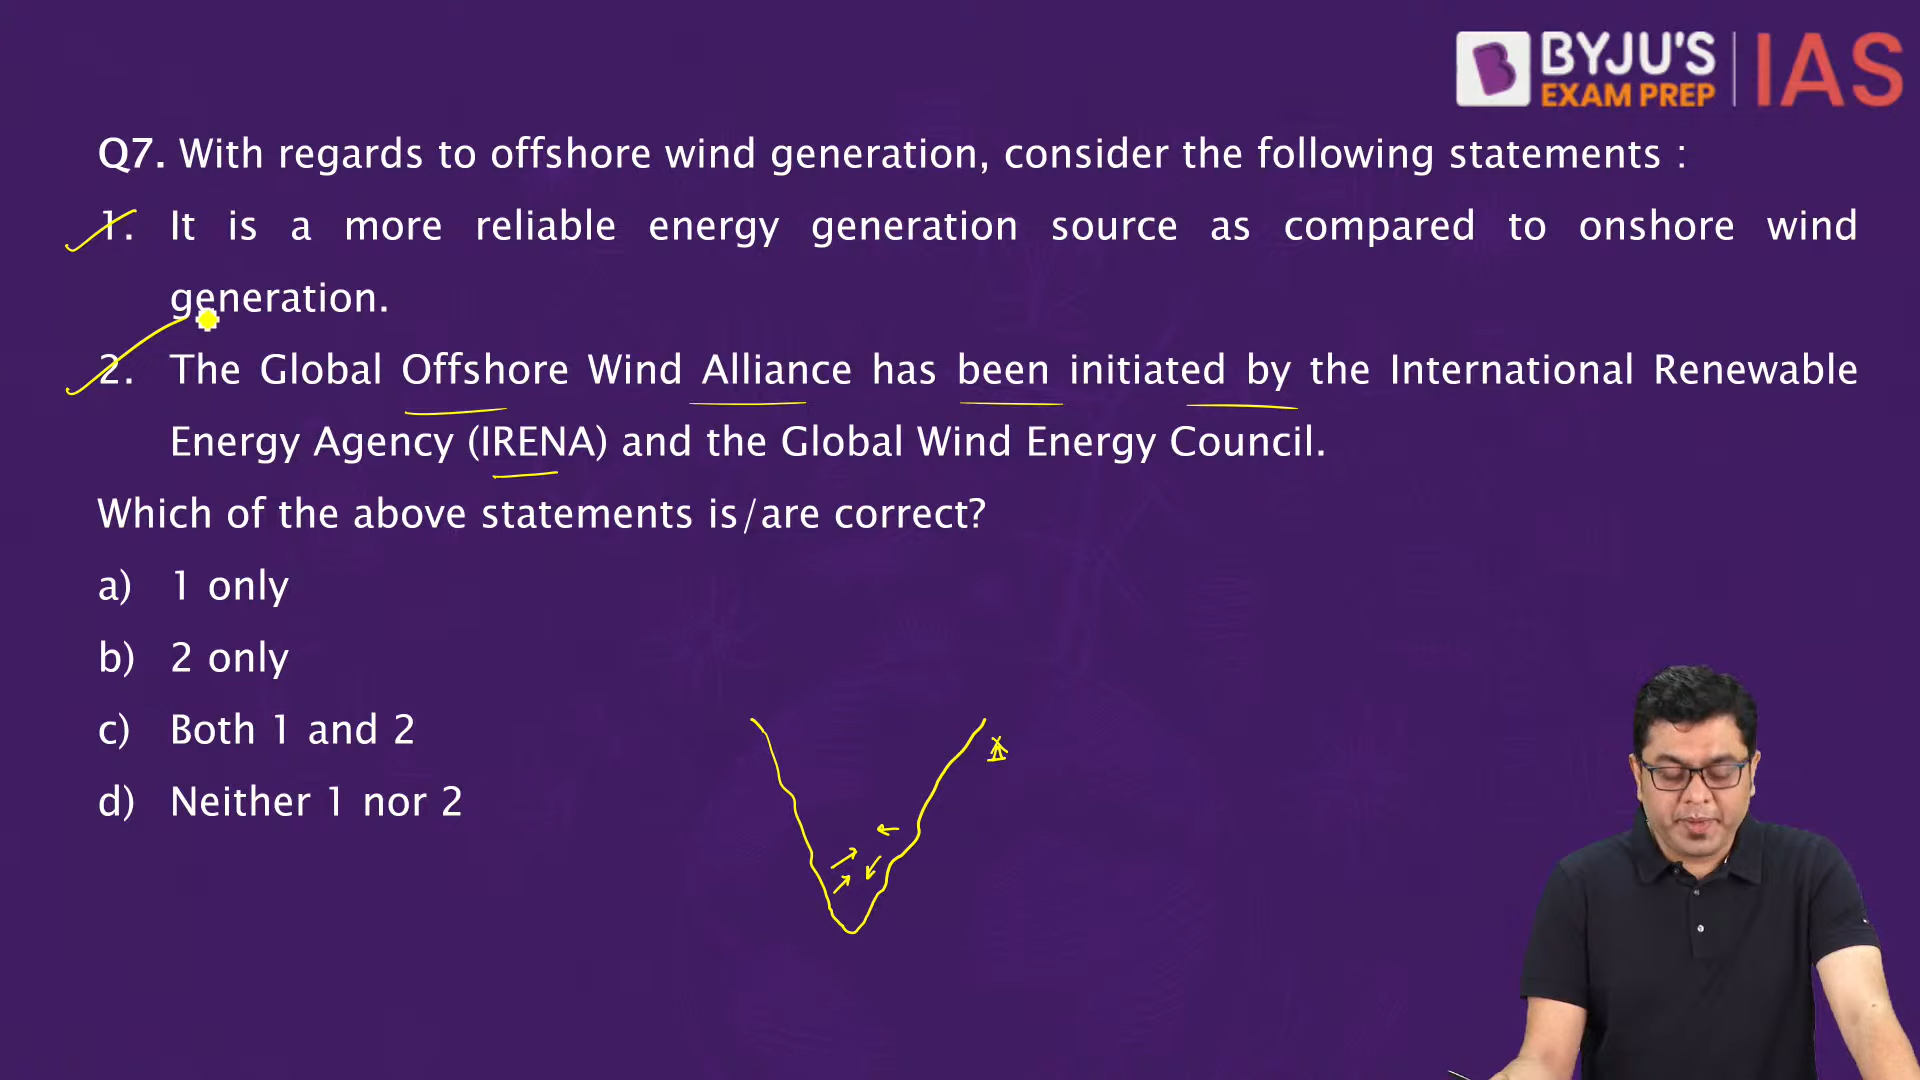 BYJU'S
EXAM PREP
IAS
Q7. With regards to offshore wind generation, consider the following statements :
1. It is a more reliable energy generation source as compared to onshore wind
generation.
2. The Global Offshore Wind Alliance has been initiated by the International Renewable
Energy Agency (IRENA) and the Global Wind Energy Council.
Which of the above statements is/are correct?
a) 1 only
b) 2 only
c) Both 1 and 2
d) Neither 1 nor 2